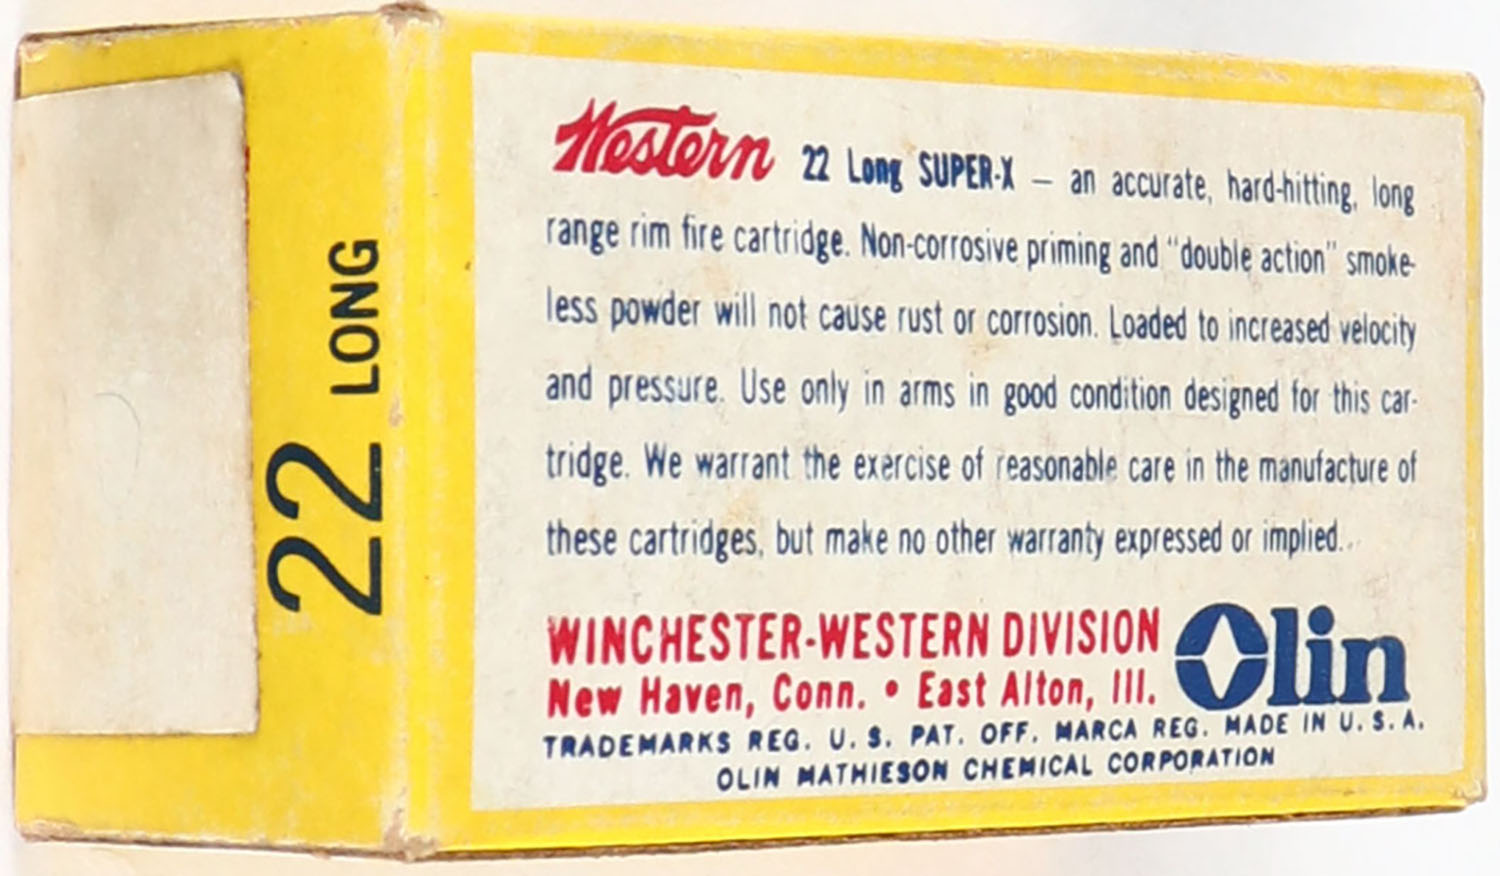 22 LONG
Western 22 Long SUPER-X — an accurate, hard-hitting, long
range rim fire cartridge. Non-corrosive priming and "double action" smoke-
less powder will not cause rust or corrosion. Loaded to increased velocity
and pressure. Use only in arms in good condition designed for this car-
tridge. We warrant the exercise of reasonable care in the manufacture of
these cartridges, but make no other warranty expressed or implied.
WINCHESTER-WESTERN DIVISION
New Haven, Conn. • East Alton, Ill.
Olin
TRADEMARKS REG. U. S. PAT. OFF. MARCA REG. MADE IN U. S. A.
OLIN MATHIESON CHEMICAL CORPORATION